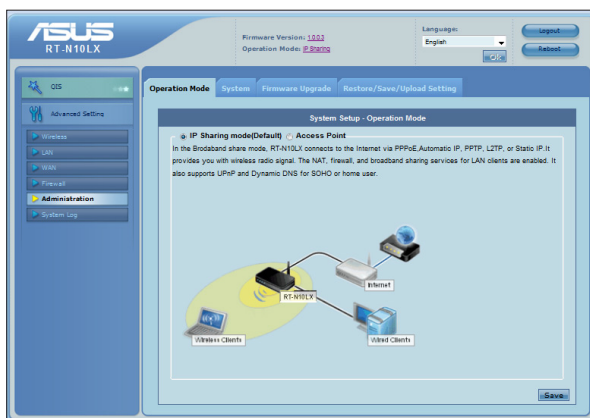 ASUS
RT-N10LX
Firmware Version: 1.0.0.3
Operation Mode: IP Sharing
Language:
English
OK
Logout
Reboot
QIS
Advanced Setting
Wireless
LAN
WAN
Firewall
Administration
System Log
Operation Mode
System
Firmware Upgrade
Restore/Save/Upload Setting
System Setup - Operation Mode
IP Sharing mode(Default) Access Point
In the Brodaband share mode, RT-N10LX connects to the Internet via PPPoE,Automatic IP, PPTP, L2TP, or Static IP.It
provides you with wireless radio signal. The NAT, firewall, and broadband sharing services for LAN clients are enabled. It
also supports UPnP and Dynamic DNS for SOHO or home user.
Internet
RT-N10LX
Wireless Clients
Wired Clients
Save